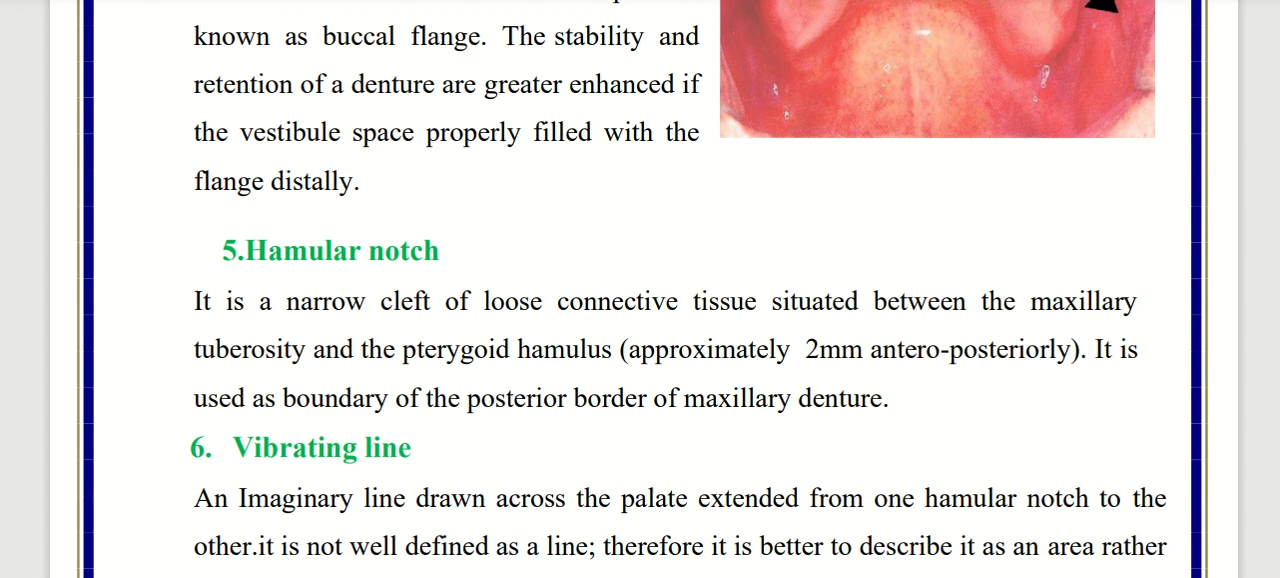 known as buccal flange. The stability and
retention of a denture are greater enhanced if
the vestibule space properly filled with the
flange distally.
5.Hamular notch
It is a narrow cleft of loose connective tissue situated between the maxillary
tuberosity and the pterygoid hamulus (approximately 2mm antero-posteriorly). It is
used as boundary of the posterior border of maxillary denture.
6. Vibrating line
An Imaginary line drawn across the palate extended from one hamular notch to the
other.it is not well defined as a line; therefore it is better to describe it as an area rather